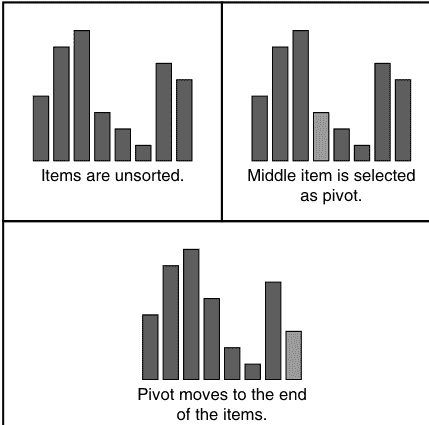 Items are unsorted.
Middle item is selected
as pivot.
Pivot moves to the end
of the items.